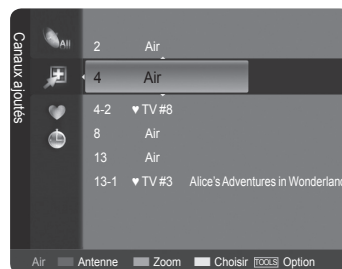 Canaux ajoutés
All
2 Air
4 Air
4-2 ♥ TV #8
8 Air
13 Air
13-1 ♥ TV #3 Alice's Adventures in Wonderland
Air Antenne Zoom Choisir TOOLS Option